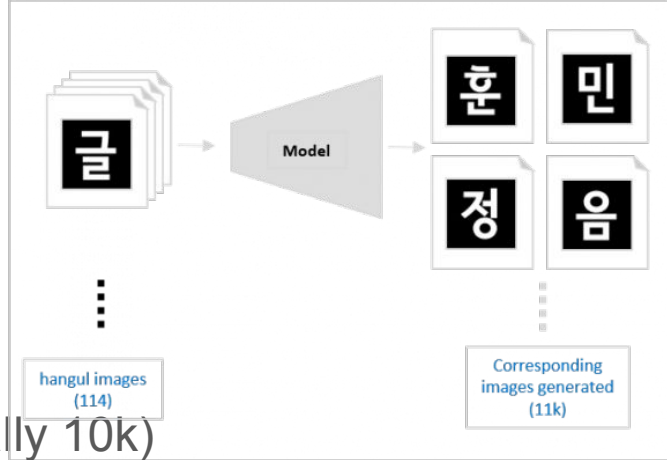 글
Model
훈 민
정 음
hangul images
(114)
Corresponding
images generated
(11k)
lly 10k)